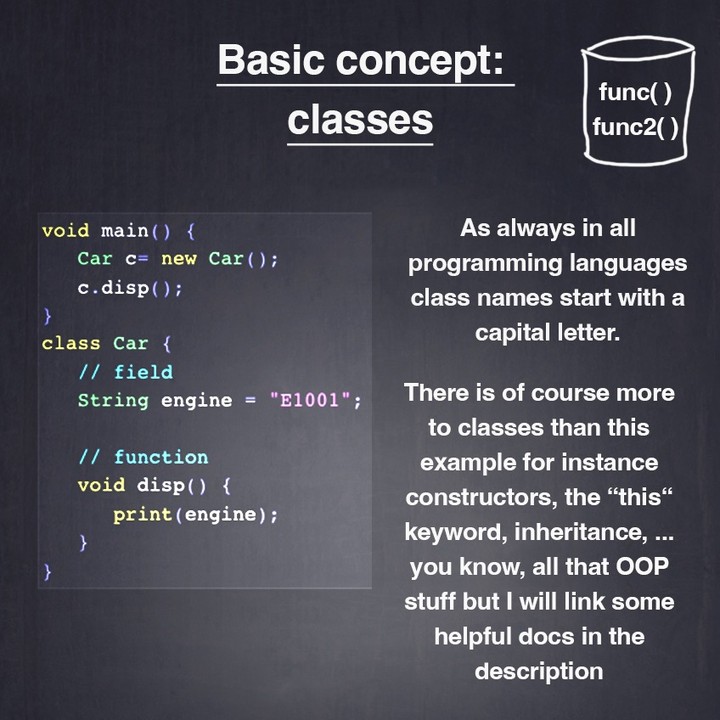 Basic concept:
classes
func( )
func2( )
void main() {
   Car c= new Car();
   c.disp();
}
class Car {
   // field
   String engine = "E1001";

   // function
   void disp() {
      print(engine);
   }
}
As always in all
programming languages
class names start with a
capital letter.
There is of course more
to classes than this
example for instance
constructors, the “this“
keyword, inheritance, ...
you know, all that OOP
stuff but I will link some
helpful docs in the
description